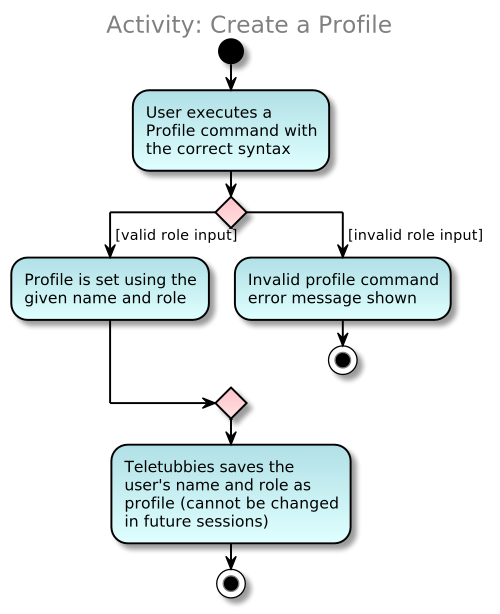 Activity: Create a Profile
User executes a
Profile command with
the correct syntax
[valid role input]
[invalid role input]
Profile is set using the
given name and role
Invalid profile command
error message shown
Teletubbies saves the
user's name and role as
profile (cannot be changed
in future sessions)